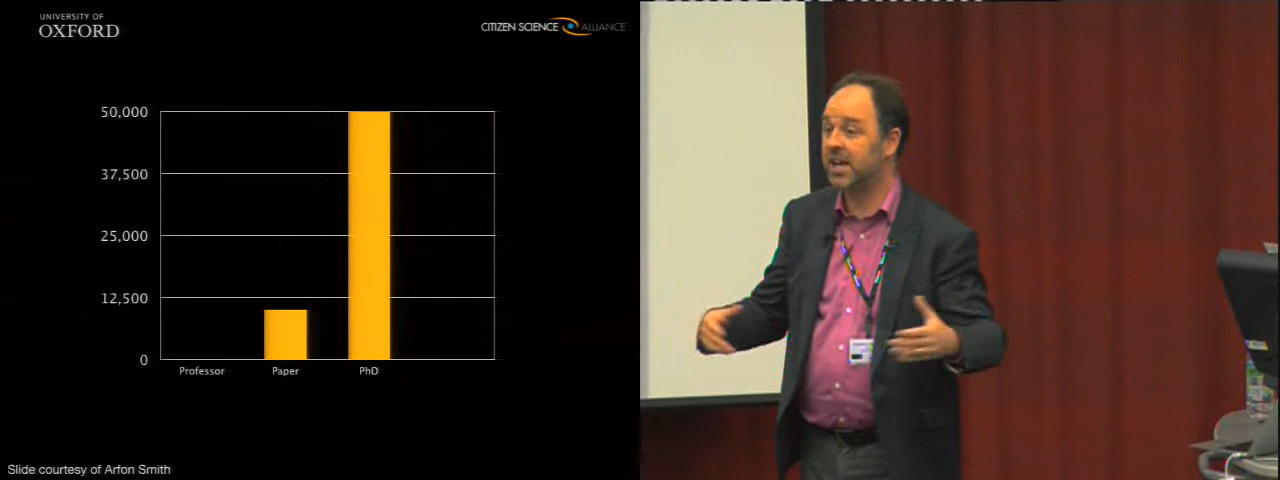 UNIVERSITY OF
OXFORD
CITIZEN SCIENCE ALLIANCE
50,000
37,500
25,000
12,500
0
Professor Paper PhD
Slide courtesy of Arfon Smith